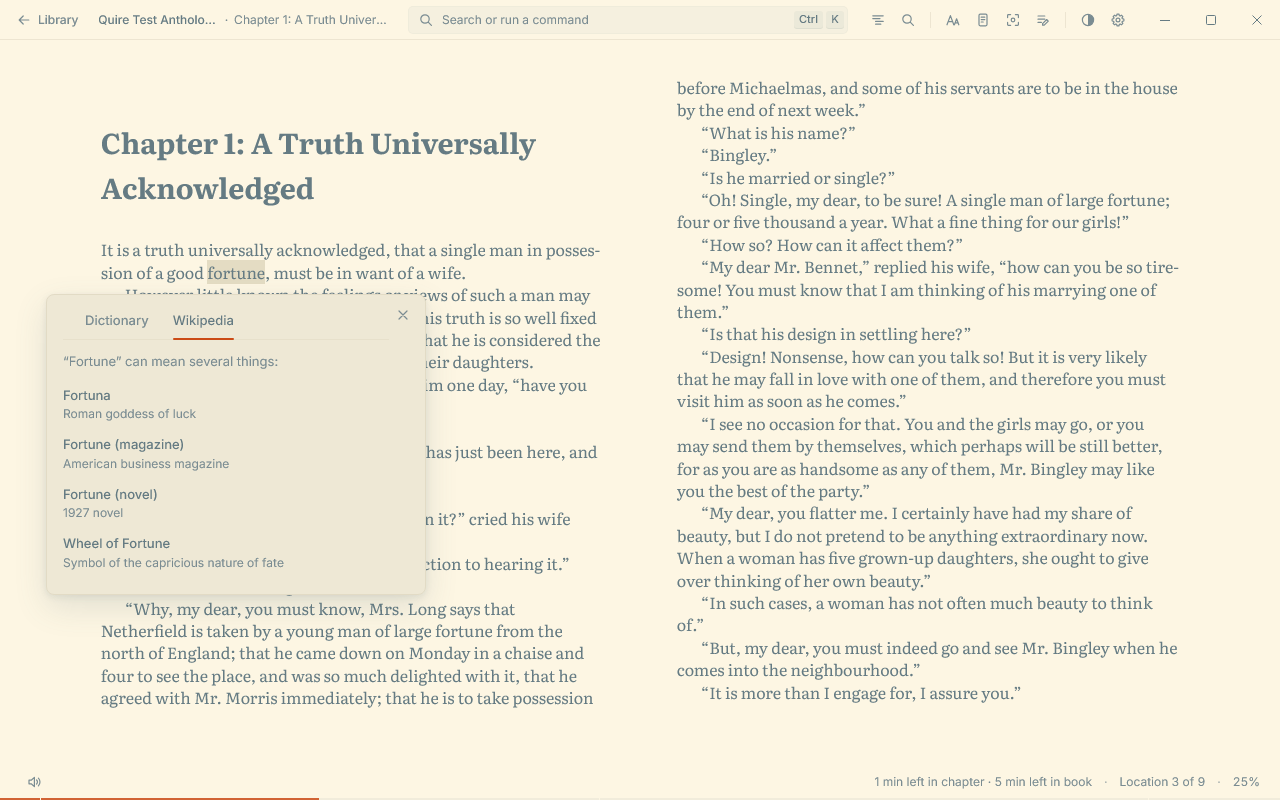 Library
Quire Test Antholo... · Chapter 1: A Truth Univer...
Search or run a command
Ctrl K
Chapter 1: A Truth Universally
Acknowledged
It is a truth universally acknowledged, that a single man in posses-
sion of a good fortune, must be in want of a wife.
views of such a man may
his truth is so well fixed
hat he is considered the
eir daughters.
im one day, “have you
has just been here, and
n it?” cried his wife
ction to hearing it.”
“Why, my dear, you must know, Mrs. Long says that
Netherfield is taken by a young man of large fortune from the
north of England; that he came down on Monday in a chaise and
four to see the place, and was so much delighted with it, that he
agreed with Mr. Morris immediately; that he is to take possession
Dictionary
Wikipedia
“Fortune” can mean several things:
Fortuna
Roman goddess of luck
Fortune (magazine)
American business magazine
Fortune (novel)
1927 novel
Wheel of Fortune
Symbol of the capricious nature of fate
before Michaelmas, and some of his servants are to be in the house
by the end of next week.”
“What is his name?”
“Bingley.”
“Is he married or single?”
“Oh! Single, my dear, to be sure! A single man of large fortune;
four or five thousand a year. What a fine thing for our girls!”
“How so? How can it affect them?”
“My dear Mr. Bennet,” replied his wife, “how can you be so tire-
some! You must know that I am thinking of his marrying one of
them.”
“Is that his design in settling here?”
“Design! Nonsense, how can you talk so! But it is very likely
that he may fall in love with one of them, and therefore you must
visit him as soon as he comes.”
“I see no occasion for that. You and the girls may go, or you
may send them by themselves, which perhaps will be still better,
for as you are as handsome as any of them, Mr. Bingley may like
you the best of the party.”
“My dear, you flatter me. I certainly have had my share of
beauty, but I do not pretend to be anything extraordinary now.
When a woman has five grown-up daughters, she ought to give
over thinking of her own beauty.”
“In such cases, a woman has not often much beauty to think
of.”
“But, my dear, you must indeed go and see Mr. Bingley when he
comes into the neighbourhood.”
“It is more than I engage for, I assure you.”
1 min left in chapter · 5 min left in book · Location 3 of 9 · 25%